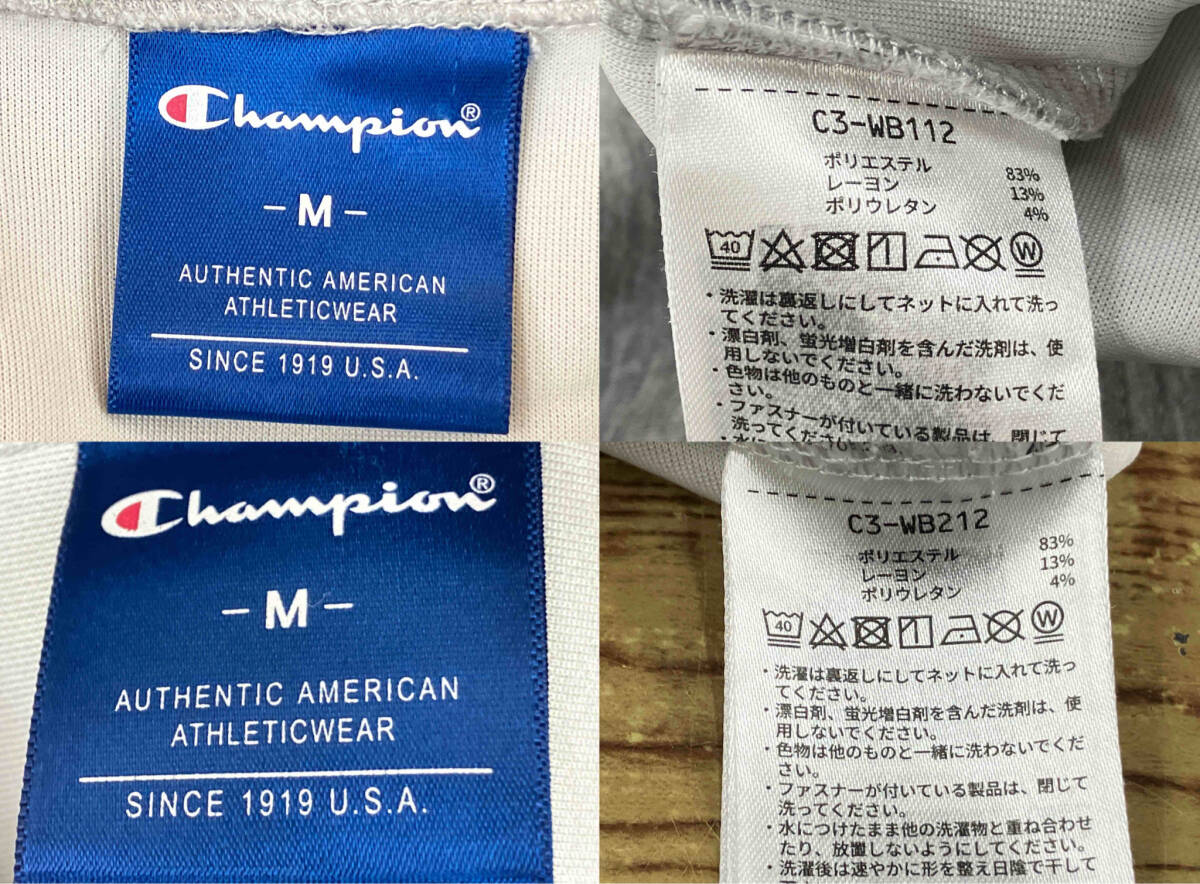 Champion®
- M -
AUTHENTIC AMERICAN
ATHLETICWEAR
SINCE 1919 U.S.A.
C3-WB112
ポリエステル 83%
レーヨン 13%
ポリウレタン 4%
40
W
・洗濯は裏返しにしてネットに入れて洗っ
てください。
・漂白剤、蛍光増白剤を含んだ洗剤は、使
用しないでください。
・色物は他のものと一緒に洗わないでくだ
さい。
・ファスナーが付いている製品は、閉じて
洗ってください。
Champion®
- M -
AUTHENTIC AMERICAN
ATHLETICWEAR
SINCE 1919 U.S.A.
C3-WB212
ポリエステル 83%
レーヨン 13%
ポリウレタン 4%
40
W
・洗濯は裏返しにしてネットに入れて洗っ
てください。
・漂白剤、蛍光増白剤を含んだ洗剤は、使
用しないでください。
・色物は他のものと一緒に洗わないでくだ
さい。
・ファスナーが付いている製品は、閉じて
洗ってください。
・水につけたまま他の洗濯物と重ね合わせ
たり、放置しないようにしてください。
・洗濯後は速やかに形を整え日陰で干して